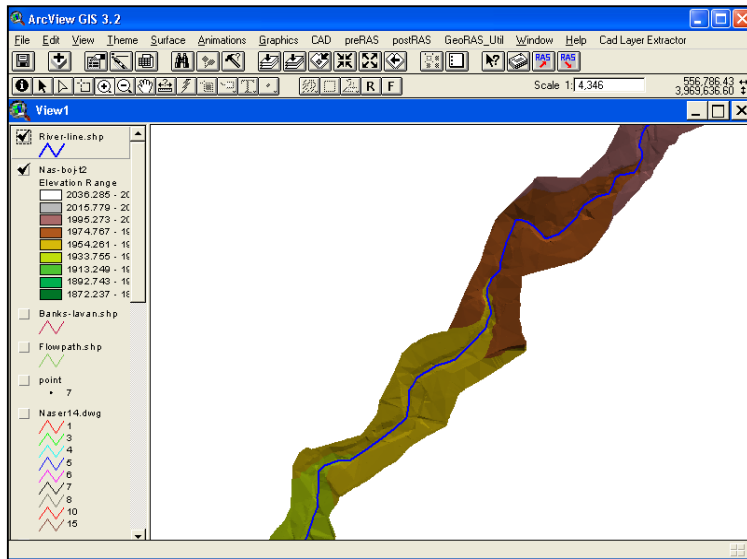 ArcView GIS 3.2
File Edit View Theme Surface Animations Graphics CAD preRAS postRAS GeoRAS_Util Window Help Cad Layer Extractor
RAS RAS
T R F Scale 1: 4,346 556,786.43
3,969,636.60
View1
River-line.shp
Nas-boj-t2
Elevation Range
2036.285 - 20
2015.779 - 20
1995.273 - 20
1974.767 - 19
1954.261 - 19
1933.755 - 19
1913.249 - 19
1892.743 - 19
1872.237 - 18
Banks-lavan.shp
Flowpath.shp
point
7
Naser14.dwg
1
3
4
5
6
7
8
10
15